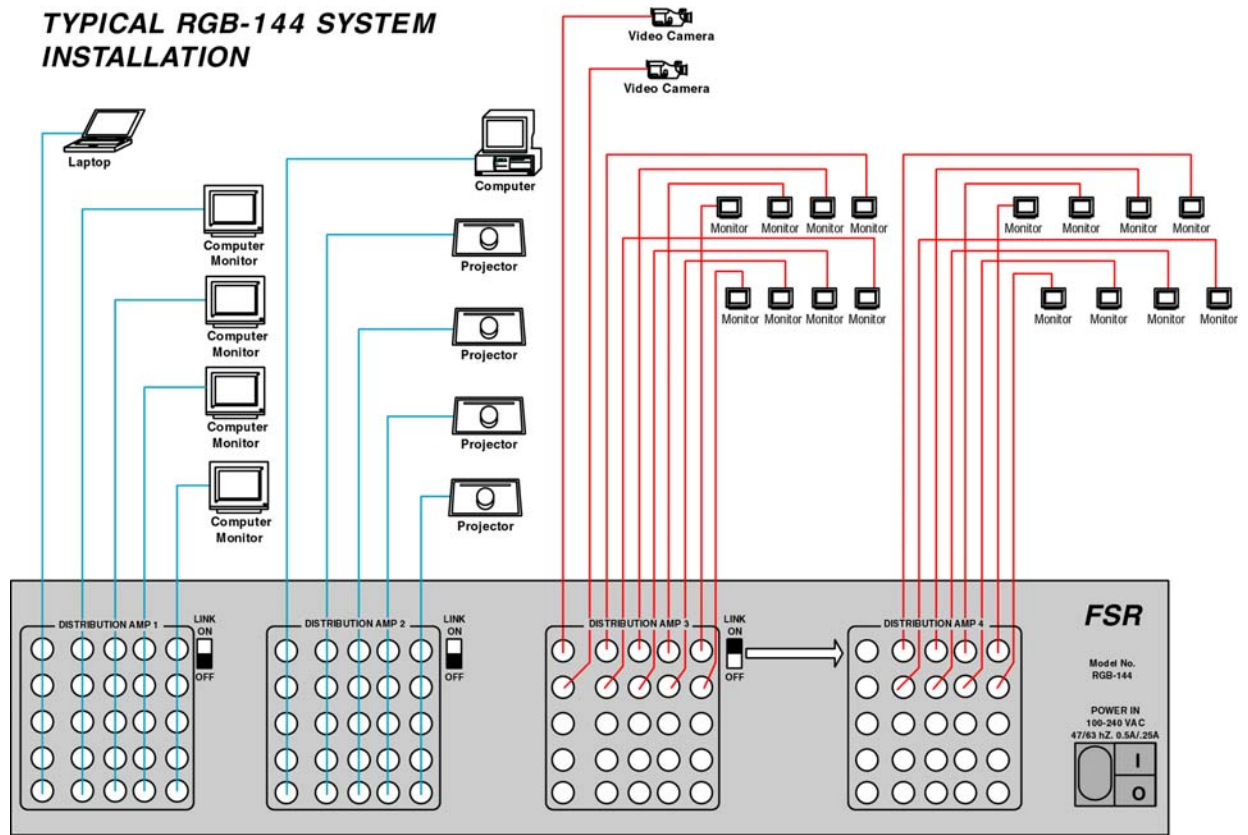 TYPICAL RGB-144 SYSTEM
INSTALLATION
Video Camera
Video Camera
Laptop
Computer
Computer
Monitor
Computer
Monitor
Computer
Monitor
Computer
Monitor
Projector
Projector
Projector
Projector
Monitor Monitor Monitor Monitor
Monitor Monitor Monitor Monitor
Monitor Monitor Monitor Monitor
Monitor Monitor Monitor Monitor
DISTRIBUTION AMP 1
LINK
ON
OFF
DISTRIBUTION AMP 2
LINK
ON
OFF
DISTRIBUTION AMP 3
LINK
ON
OFF
DISTRIBUTION AMP 4
FSR
Model No.
RGB-144
POWER IN
100-240 VAC
47/63 hZ. 0.5A/.25A
I
O